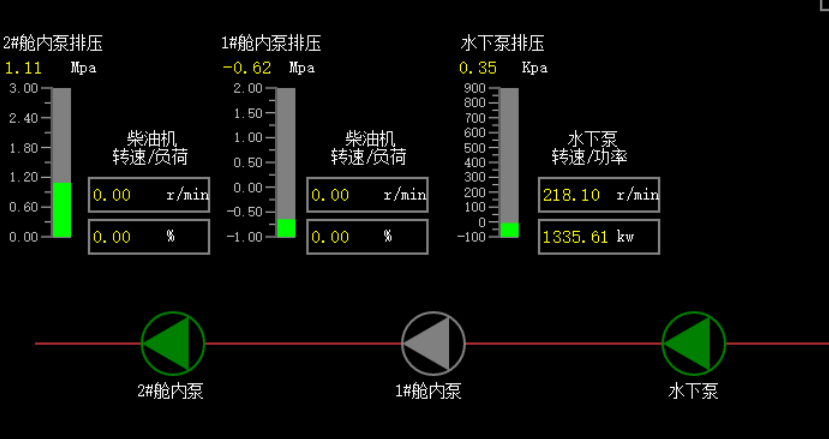 2#舱内泵排压
1.11 Mpa
3.00
2.40
1.80
1.20
0.60
0.00
柴油机
转速/负荷
0.00 r/min
0.00 %
1#舱内泵排压
-0.62 Mpa
2.00
1.50
1.00
0.50
0.00
-0.50
-1.00
柴油机
转速/负荷
0.00 r/min
0.00 %
水下泵排压
0.35 Kpa
900
800
700
600
500
400
300
200
100
0
-100
水下泵
转速/功率
218.10 r/min
1335.61 kw
2#舱内泵
1#舱内泵
水下泵